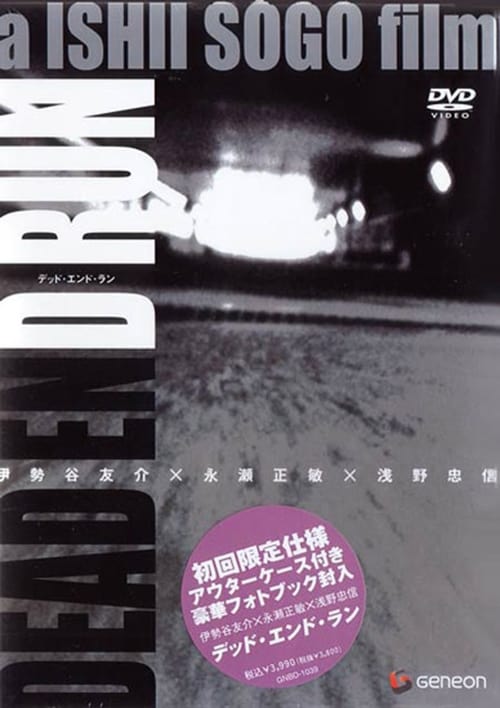 a ISHII SOGO film
DVD
VIDEO
DEAD END RUN
デッド・エンド・ラン
伊勢谷友介×永瀬正敏×浅野忠信
初回限定仕様
アウターケース付き
豪華フォトブック封入
伊勢谷友介×永瀬正敏×浅野忠信
デッド・エンド・ラン
税込¥3,990(税抜¥3,800)
GNBD-1039
GENEON